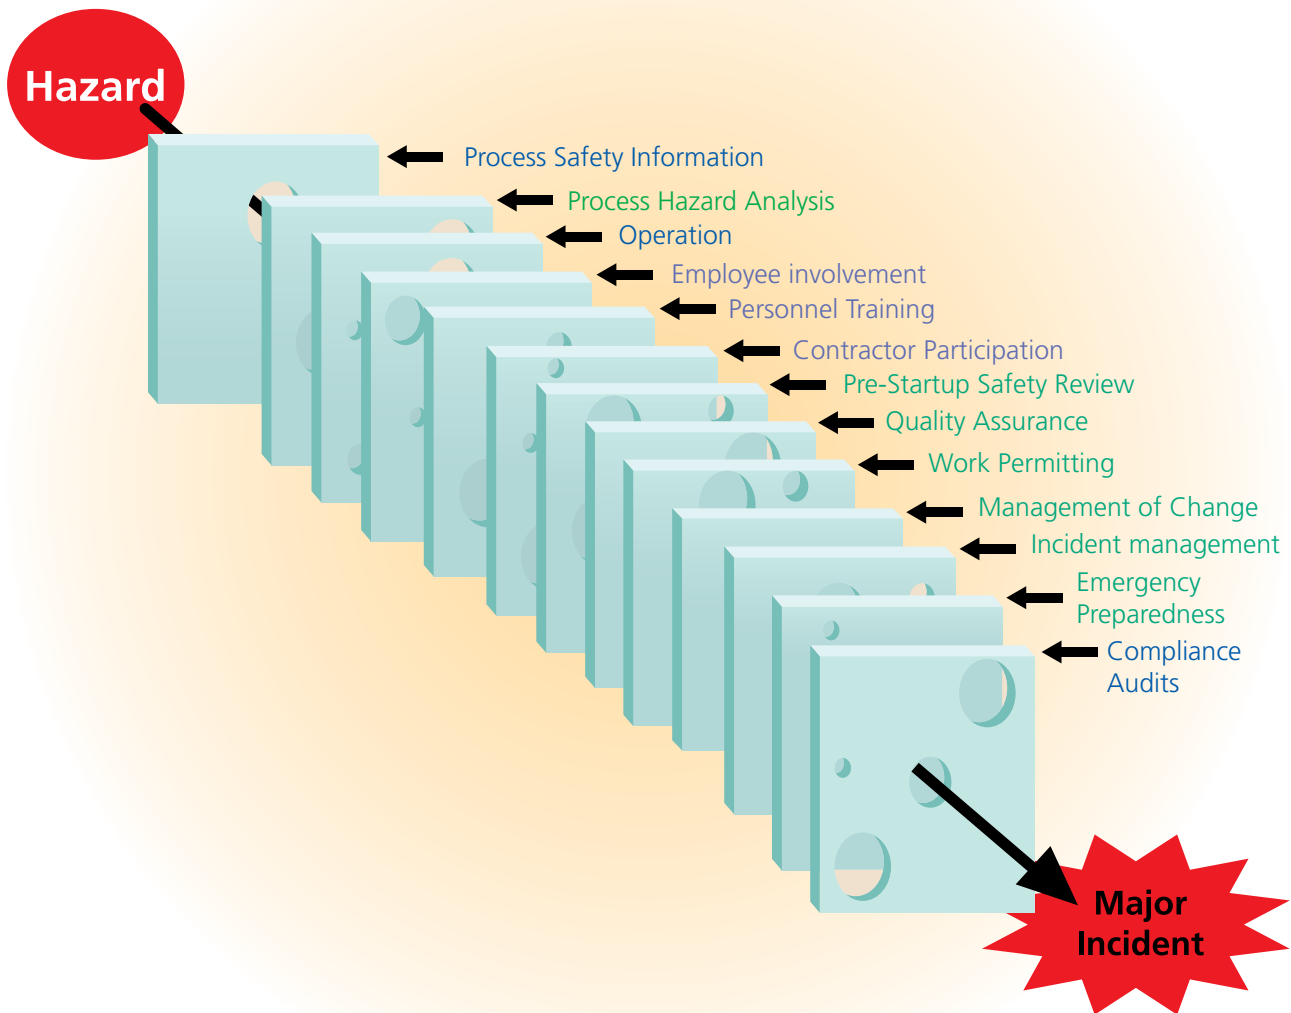 Hazard
Process Safety Information
Process Hazard Analysis
Operation
Employee involvement
Personnel Training
Contractor Participation
Pre-Startup Safety Review
Quality Assurance
Work Permitting
Management of Change
Incident management
Emergency
Preparedness
Compliance
Audits
Major
Incident